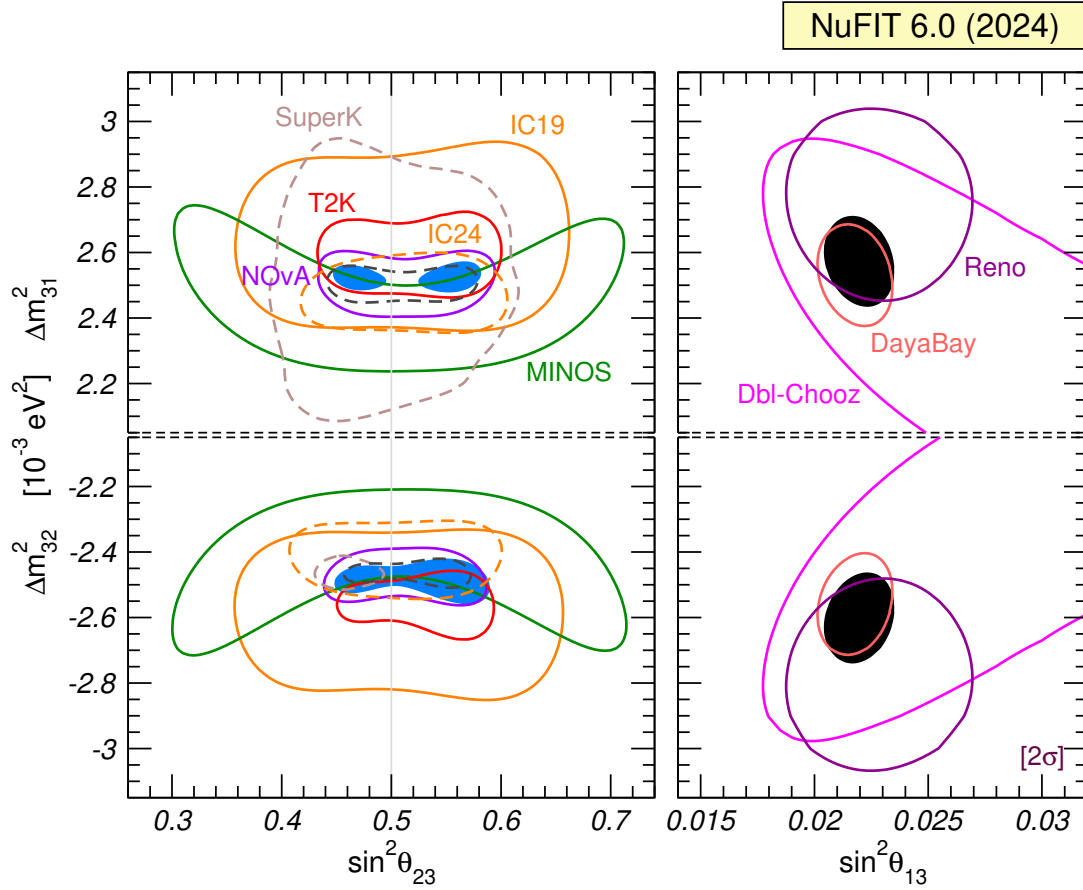 NuFIT 6.0 (2024)
SuperK
IC19
T2K
IC24
NOvA
MINOS
Reno
DayaBay
Dbl-Chooz
[2σ]
3
2.8
2.6
2.4
2.2
-2.2
-2.4
-2.6
-2.8
-3
Δm²₃₂ [10⁻³ eV²] Δm²₃₁
0.3 0.4 0.5 0.6 0.7
0.015 0.02 0.025 0.03
sin²θ₂₃
sin²θ₁₃